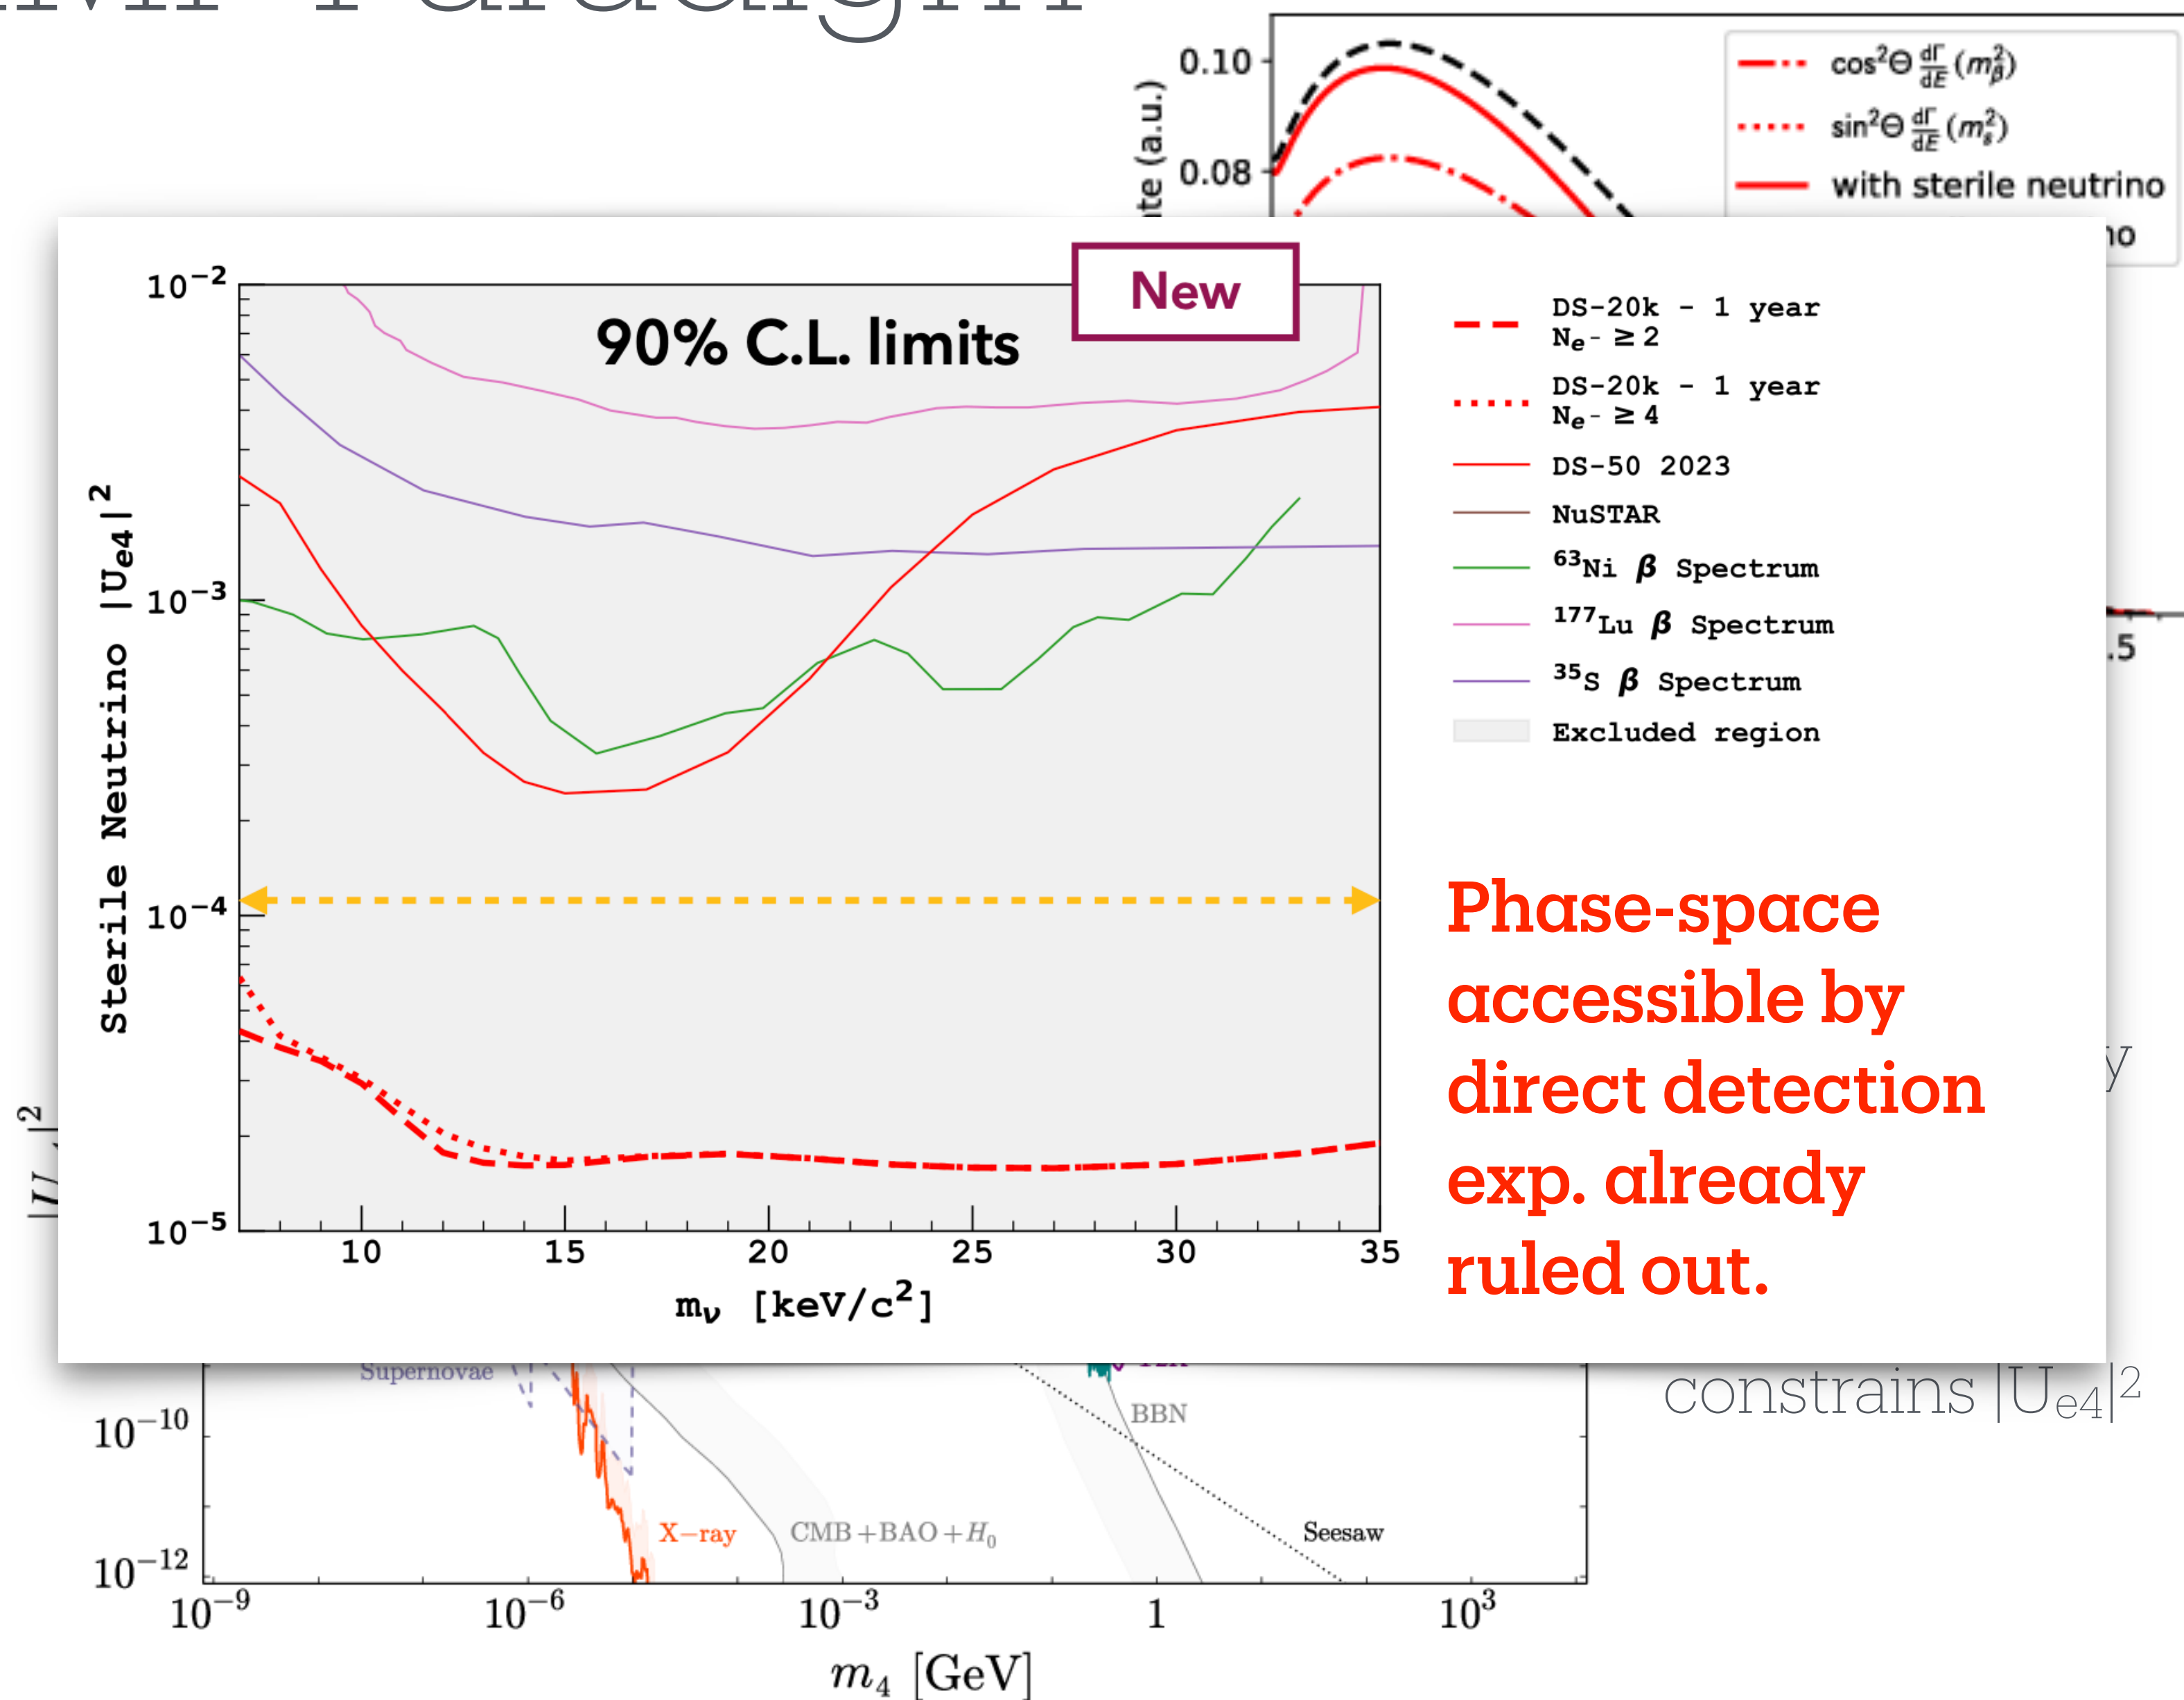 Paradigm
0.10
0.08
cos²Θ dΓ/dE (m²β)
sin²Θ dΓ/dE (m²s)
with sterile neutrino
(a.u.)
New
90% C.L. limits
10⁻²
10⁻³
10⁻⁴
10⁻⁵
Sterile Neutrino |Ue4|²
10 15 20 25 30 35
mν [keV/c²]
DS-20k - 1 year
Ne⁻ ≥ 2
DS-20k - 1 year
Ne⁻ ≥ 4
DS-50 2023
NuSTAR
⁶³Ni β Spectrum
¹⁷⁷Lu β Spectrum
³⁵S β Spectrum
Excluded region
.5
Phase-space
accessible by
direct detection
exp. already
ruled out.
y
constrains |Ue4|²
Supernovae
BBN
10⁻¹⁰
X−ray
CMB+BAO+H₀
Seesaw
10⁻¹²
10⁻⁹ 10⁻⁶ 10⁻³ 1 10³
m₄ [GeV]